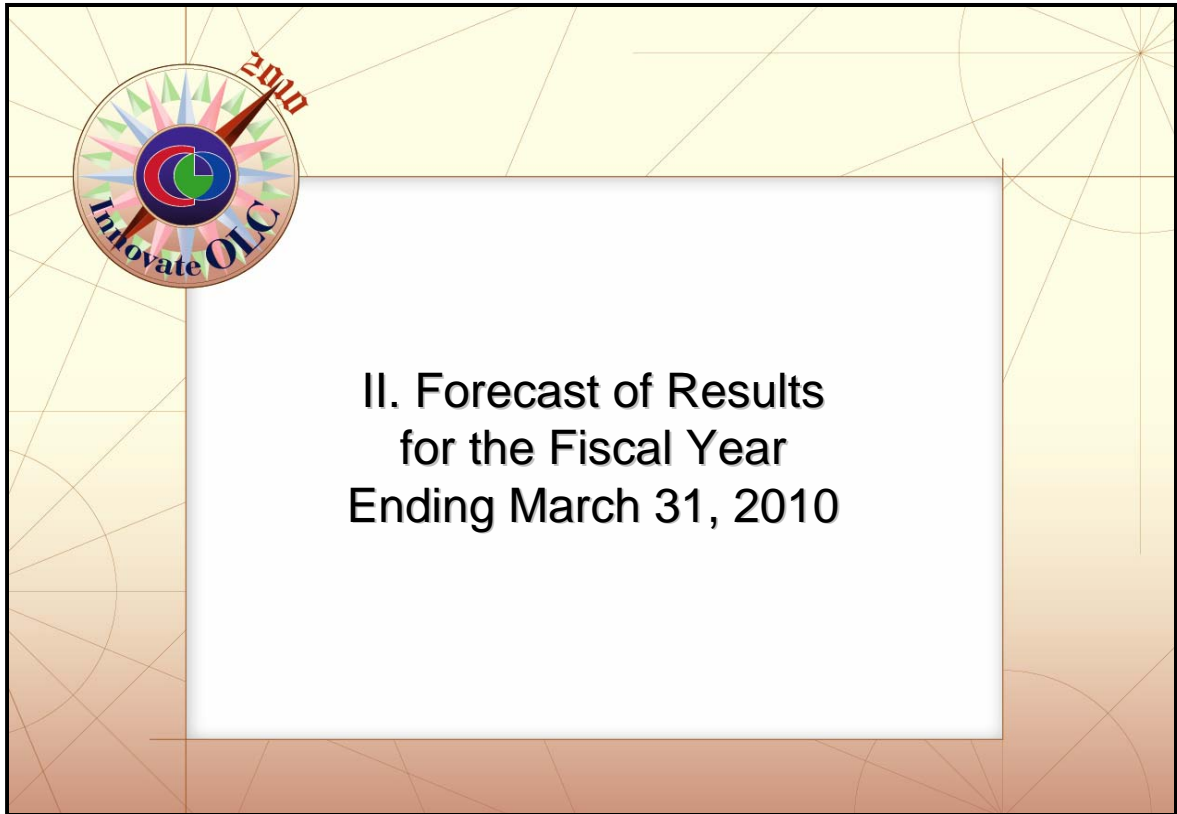 2010
Innovate OLC
II. Forecast of Results
for the Fiscal Year
Ending March 31, 2010